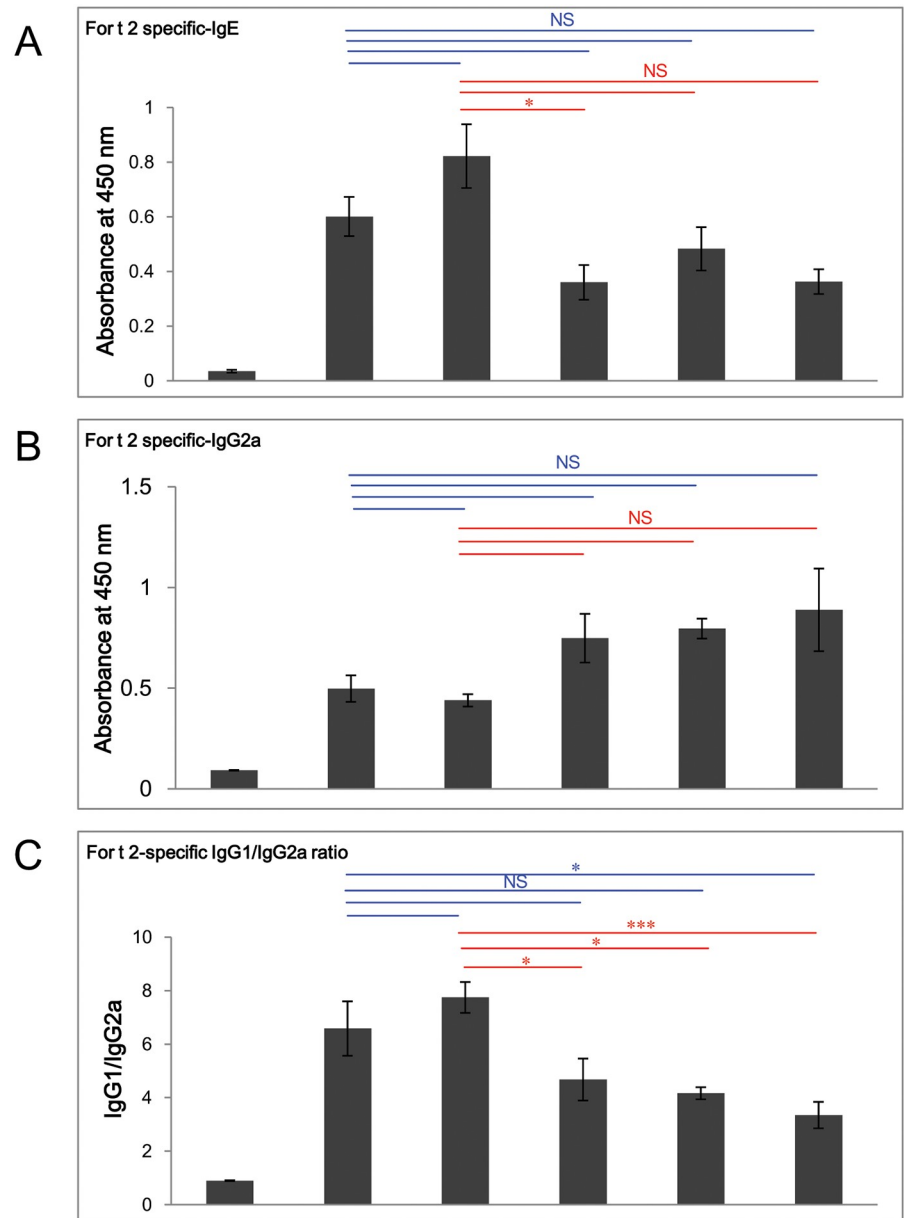 A
For t 2 specific-IgE
NS
NS
*
Absorbance at 450 nm
1
0.8
0.6
0.4
0.2
0
B
For t 2 specific-IgG2a
NS
NS
Absorbance at 450 nm
1.5
1
0.5
0
C
For t 2-specific IgG1/IgG2a ratio
*
NS
***
*
*
IgG1/IgG2a
10
8
6
4
2
0